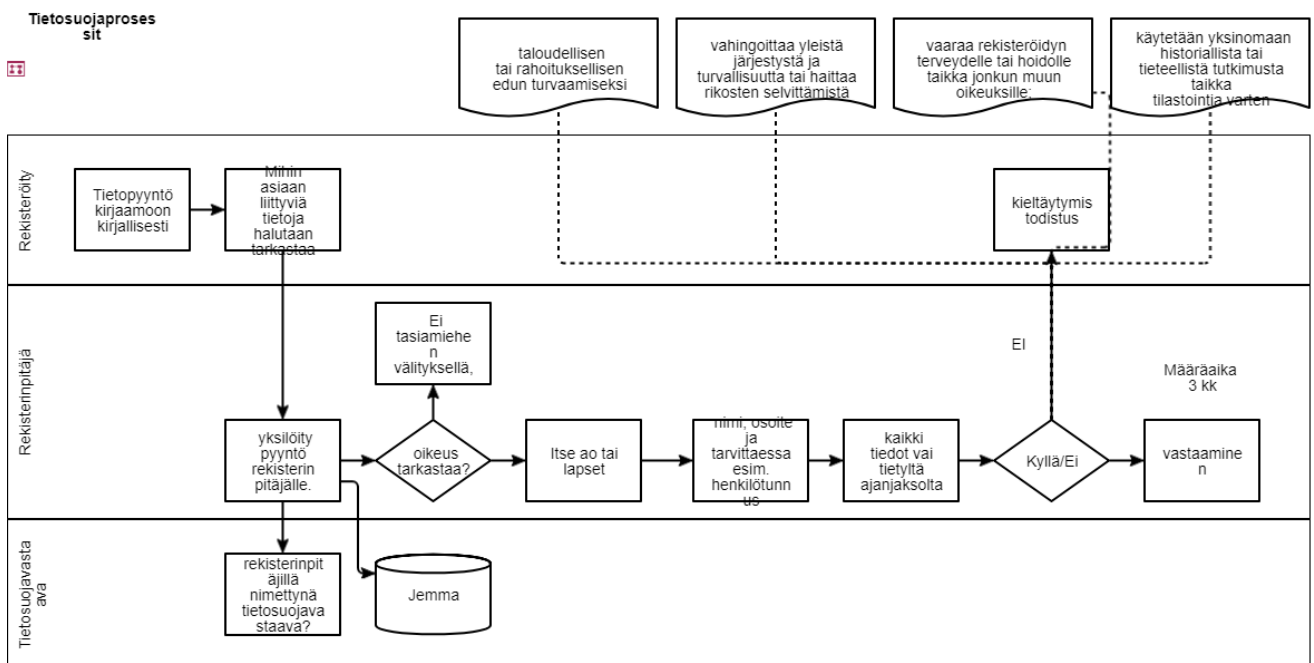 Tietosuojaproses
sit
taloudellisen
tai rahoituksellisen
edun turvaamiseksi
vahingoittaa yleistä
järjestystä ja
turvallisuutta tai haittaa
rikosten selvittämistä
vaaraa rekisteröidyn
terveydelle tai hoidolle
taikka jonkun muun
oikeuksille;
käytetään yksinomaan
historiallista tai
tieteellistä tutkimusta
taikka
tilastointia varten
Rekisteröity
Tietopyyntö
kirjaamoon
kirjallisesti
Mihin
asiaan
liittyviä
tietoja
halutaan
tarkastaa
kieltäytymis
todistus
Rekisterinpitäjä
Ei
tasiamiehe
n
välityksellä,
EI
Määräaika
3 kk
yksilöity
pyyntö
rekisterin
pitäjälle.
oikeus
tarkastaa?
Itse ao tai
lapset
nimi, osoite
ja
tarvittaessa
esim.
henkilötunn
us
kaikki
tiedot vai
tietyltä
ajanjaksolta
Kyllä/Ei
vastaamine
n
Tietosuojavasta
ava
rekisterinpit
äjillä
nimettynä
tietosuojava
staava?
Jemma